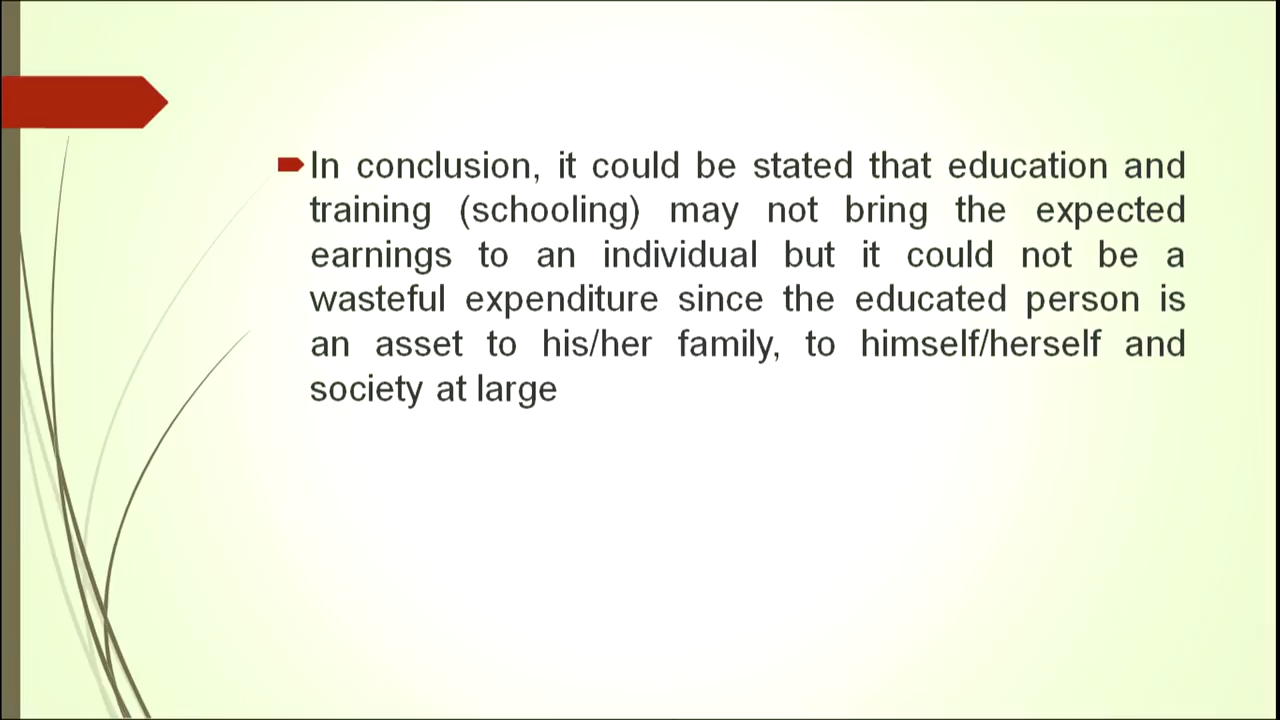 In conclusion, it could be stated that education and
training (schooling) may not bring the expected
earnings to an individual but it could not be a
wasteful expenditure since the educated person is
an asset to his/her family, to himself/herself and
society at large